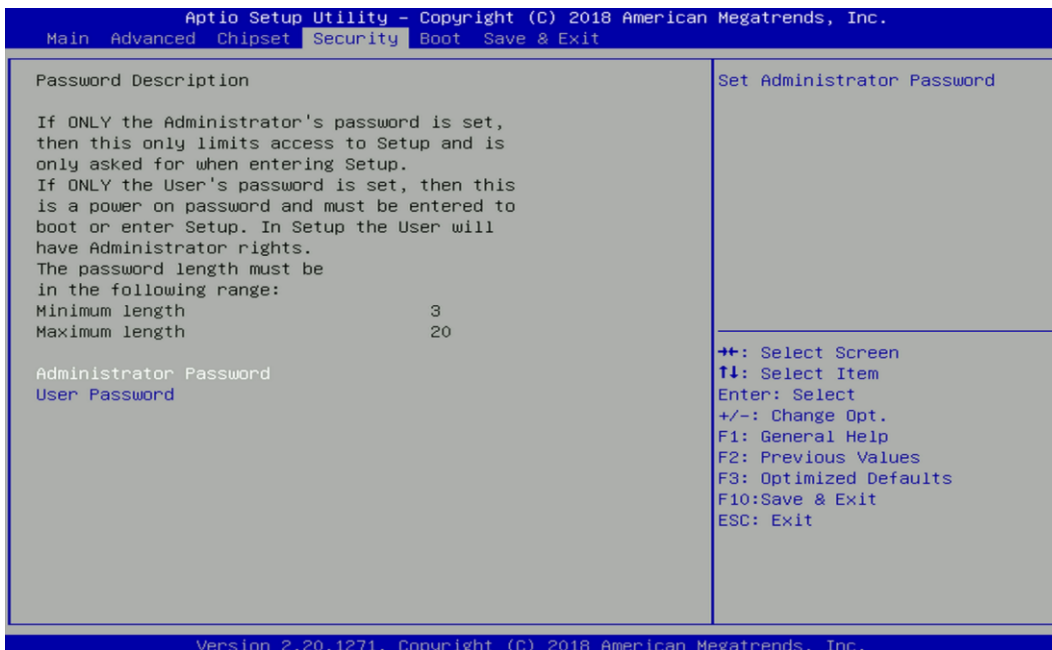 Aptio Setup Utility – Copyright (C) 2018 American Megatrends, Inc.
Main Advanced Chipset Security Boot Save & Exit
Password Description
If ONLY the Administrator's password is set,
then this only limits access to Setup and is
only asked for when entering Setup.
If ONLY the User's password is set, then this
is a power on password and must be entered to
boot or enter Setup. In Setup the User will
have Administrator rights.
The password length must be
in the following range:
Minimum length 3
Maximum length 20
Administrator Password
User Password
Set Administrator Password
→←: Select Screen
↑↓: Select Item
Enter: Select
+/-: Change Opt.
F1: General Help
F2: Previous Values
F3: Optimized Defaults
F10:Save & Exit
ESC: Exit
Version 2.20.1271. Copyright (C) 2018 American Megatrends, Inc.